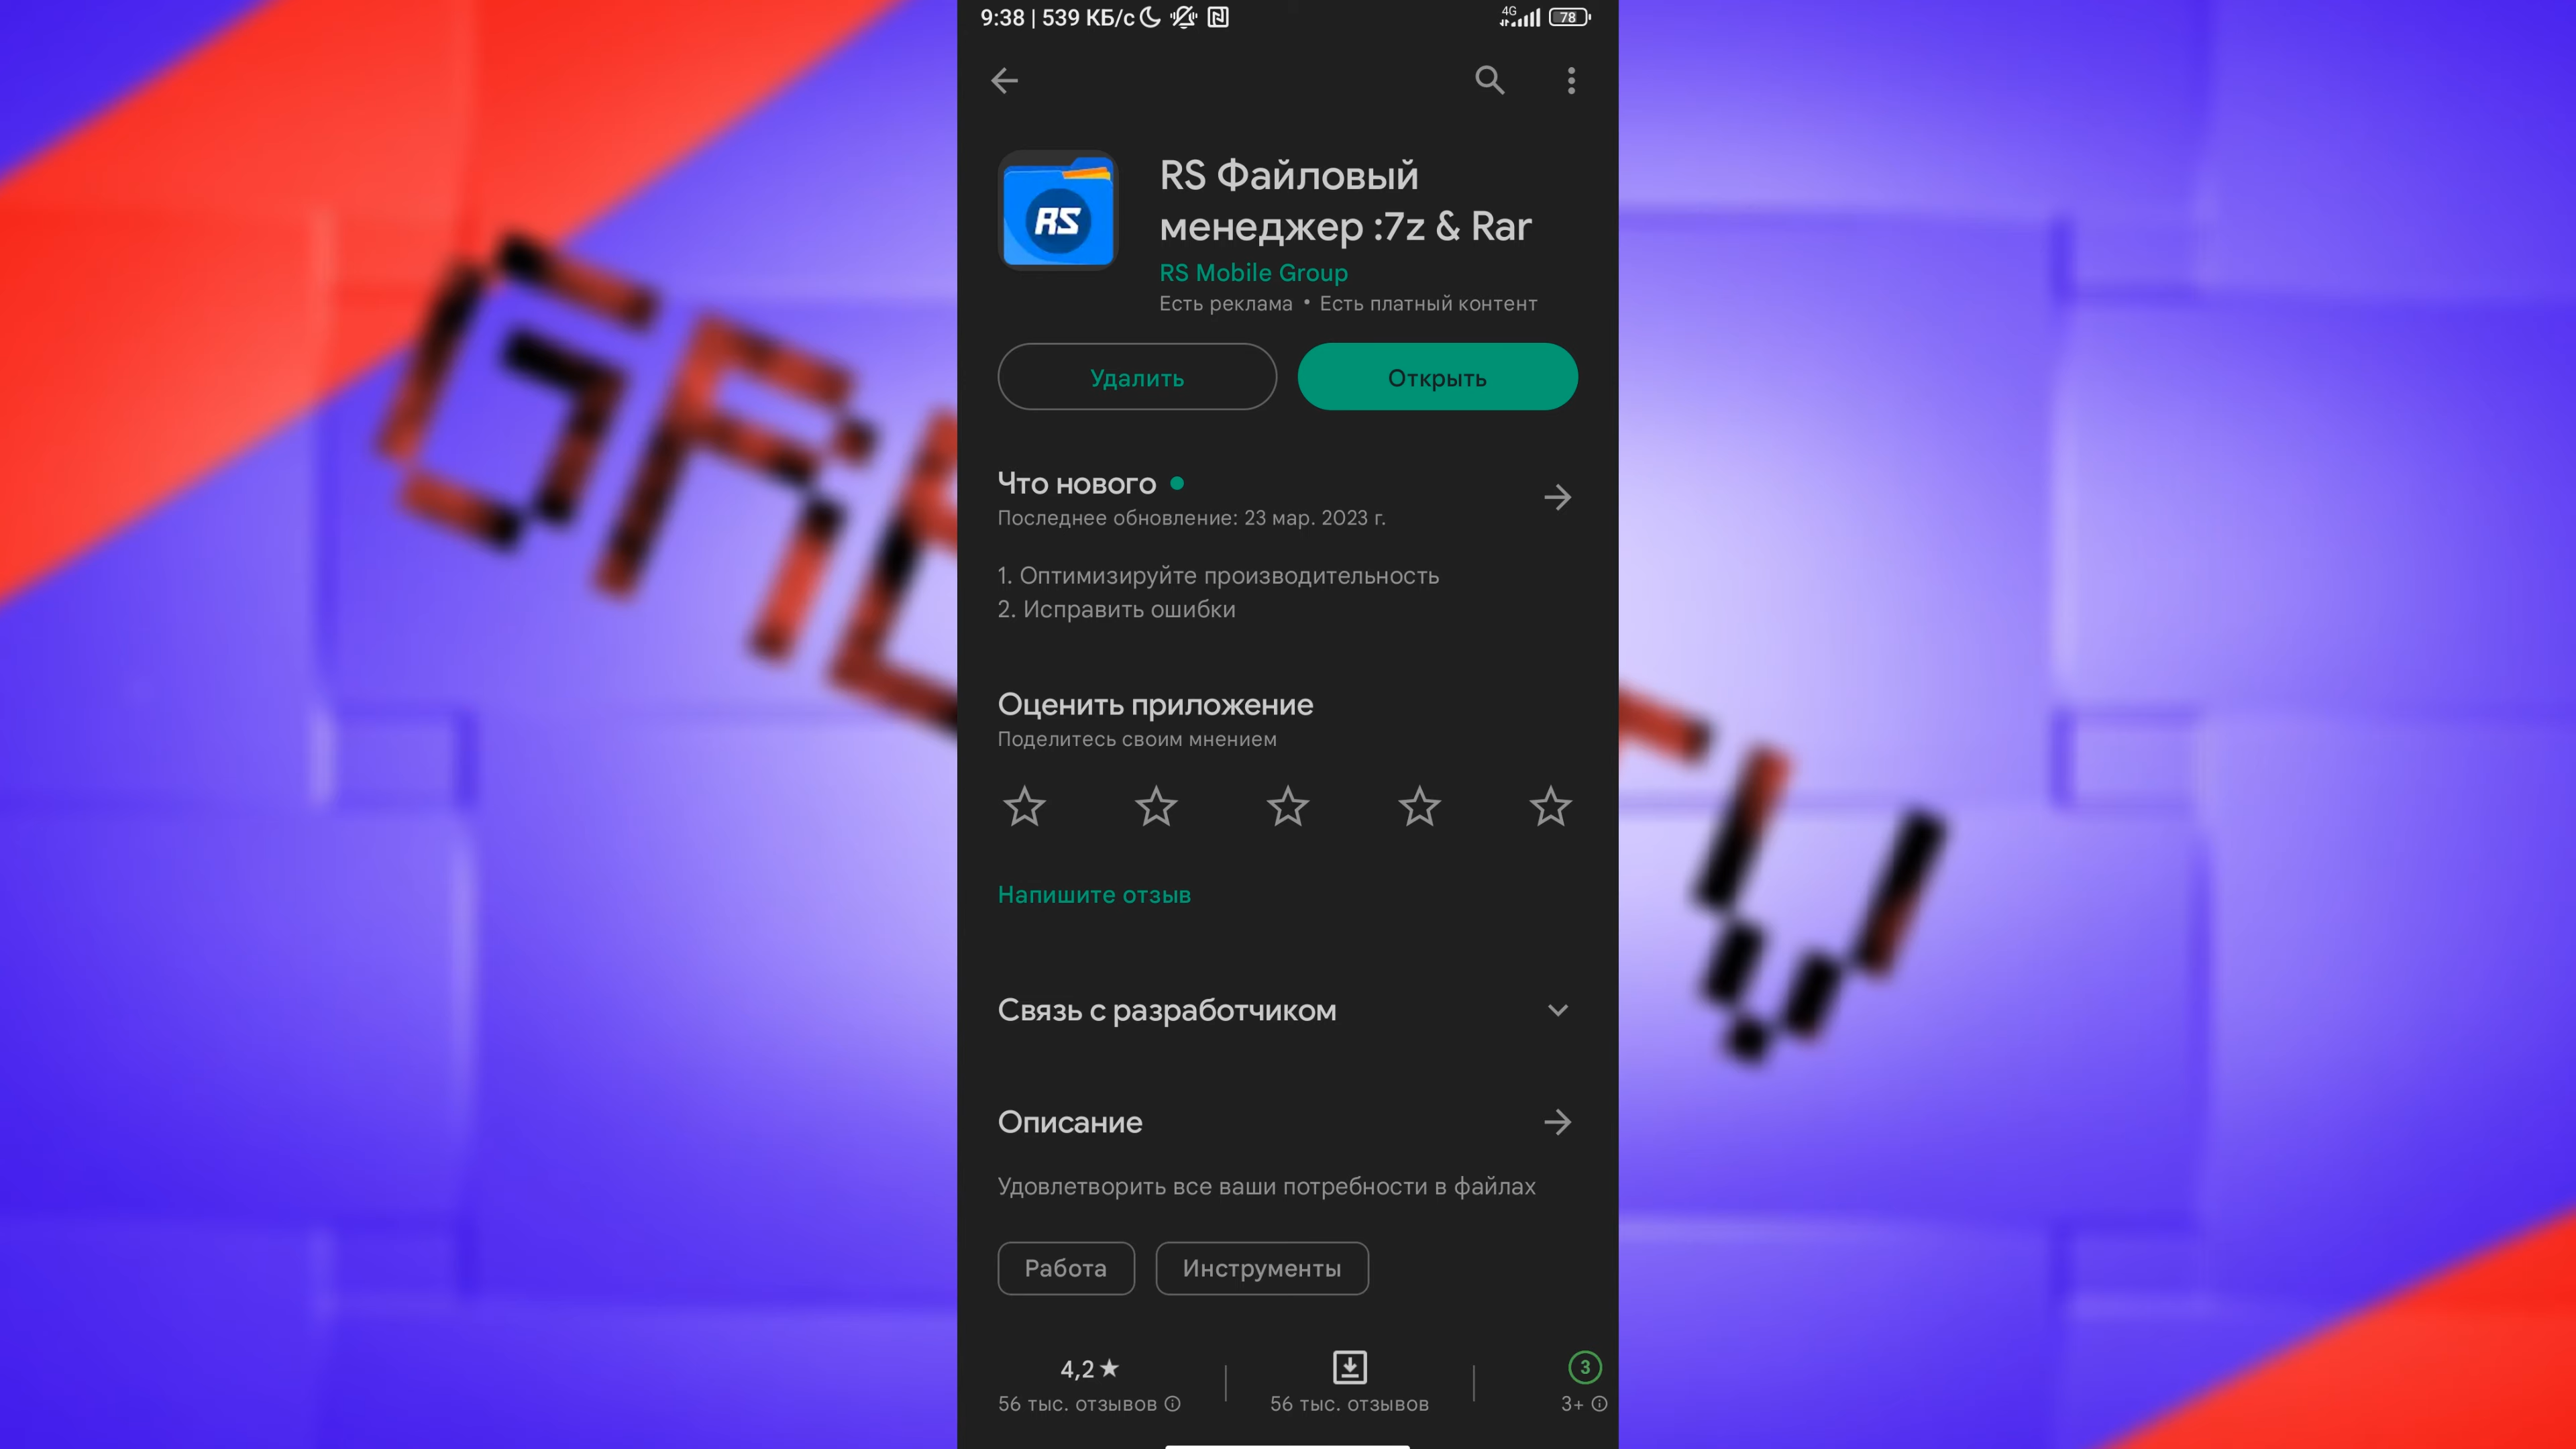 9:38 | 539 КБ/с
4G
78
RS Файловый
менеджер :7z & Rar
RS
RS Mobile Group
Есть реклама • Есть платный контент
Удалить
Открыть
Что нового
Последнее обновление: 23 мар. 2023 г.
1. Оптимизируйте производительность
2. Исправить ошибки
Оценить приложение
Поделитесь своим мнением
Напишите отзыв
Связь с разработчиком
Описание
Удовлетворить все ваши потребности в файлах
Работа
Инструменты
4,2 ★
56 тыс. отзывов
56 тыс. отзывов
3
3+